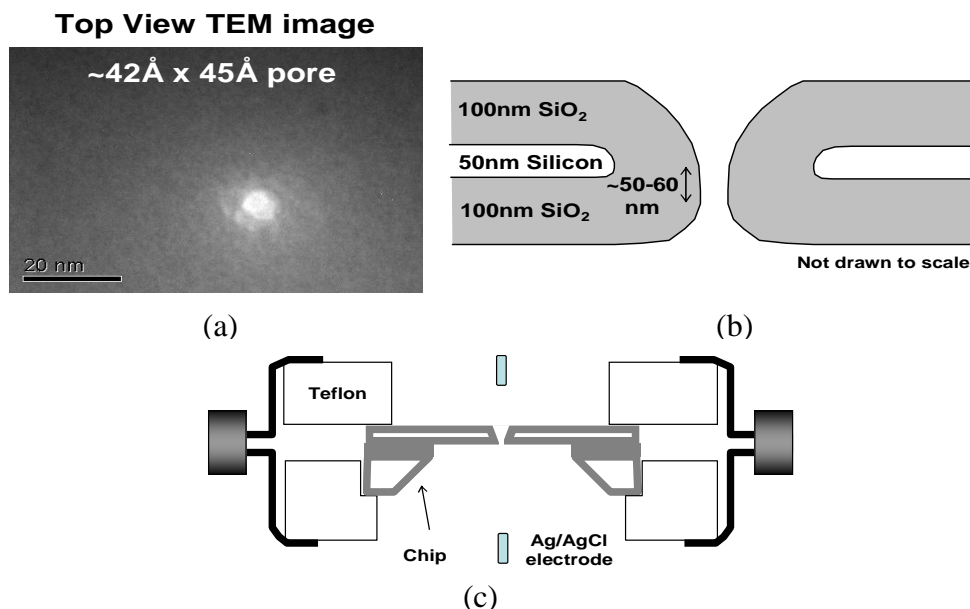 Top View TEM image
~42Å x 45Å pore
20 nm
100nm SiO₂
50nm Silicon
~50-60
nm
100nm SiO₂
Not drawn to scale
(a)
(b)
Teflon
Chip
Ag/AgCl
electrode
(c)